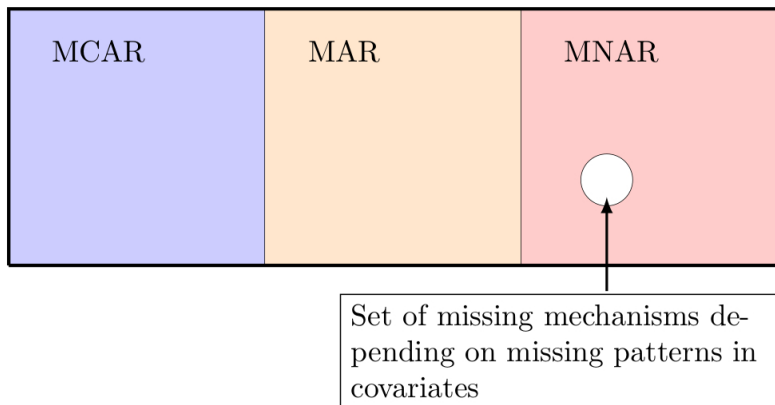 MCAR
MAR
MNAR
Set of missing mechanisms de-
pending on missing patterns in
covariates